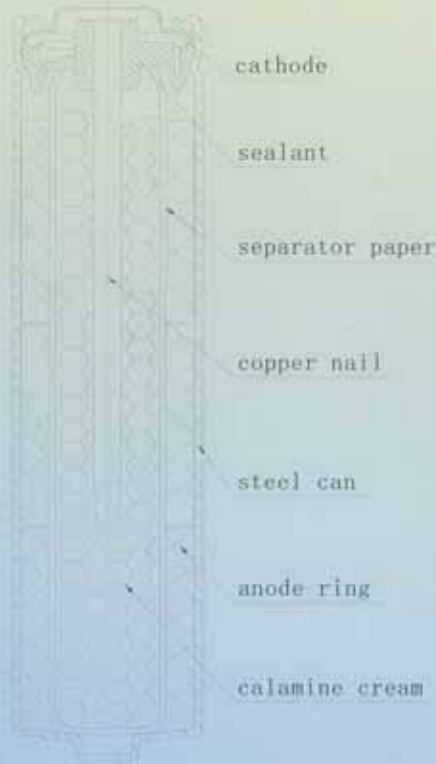 cathode
sealant
separator paper
copper nail
steel can
anode ring
calamine cream